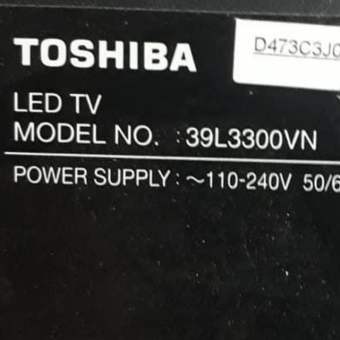 TOSHIBA
D473C3J0
LED TV
MODEL NO. : 39L3300VN
POWER SUPPLY : ~110-240V 50/6